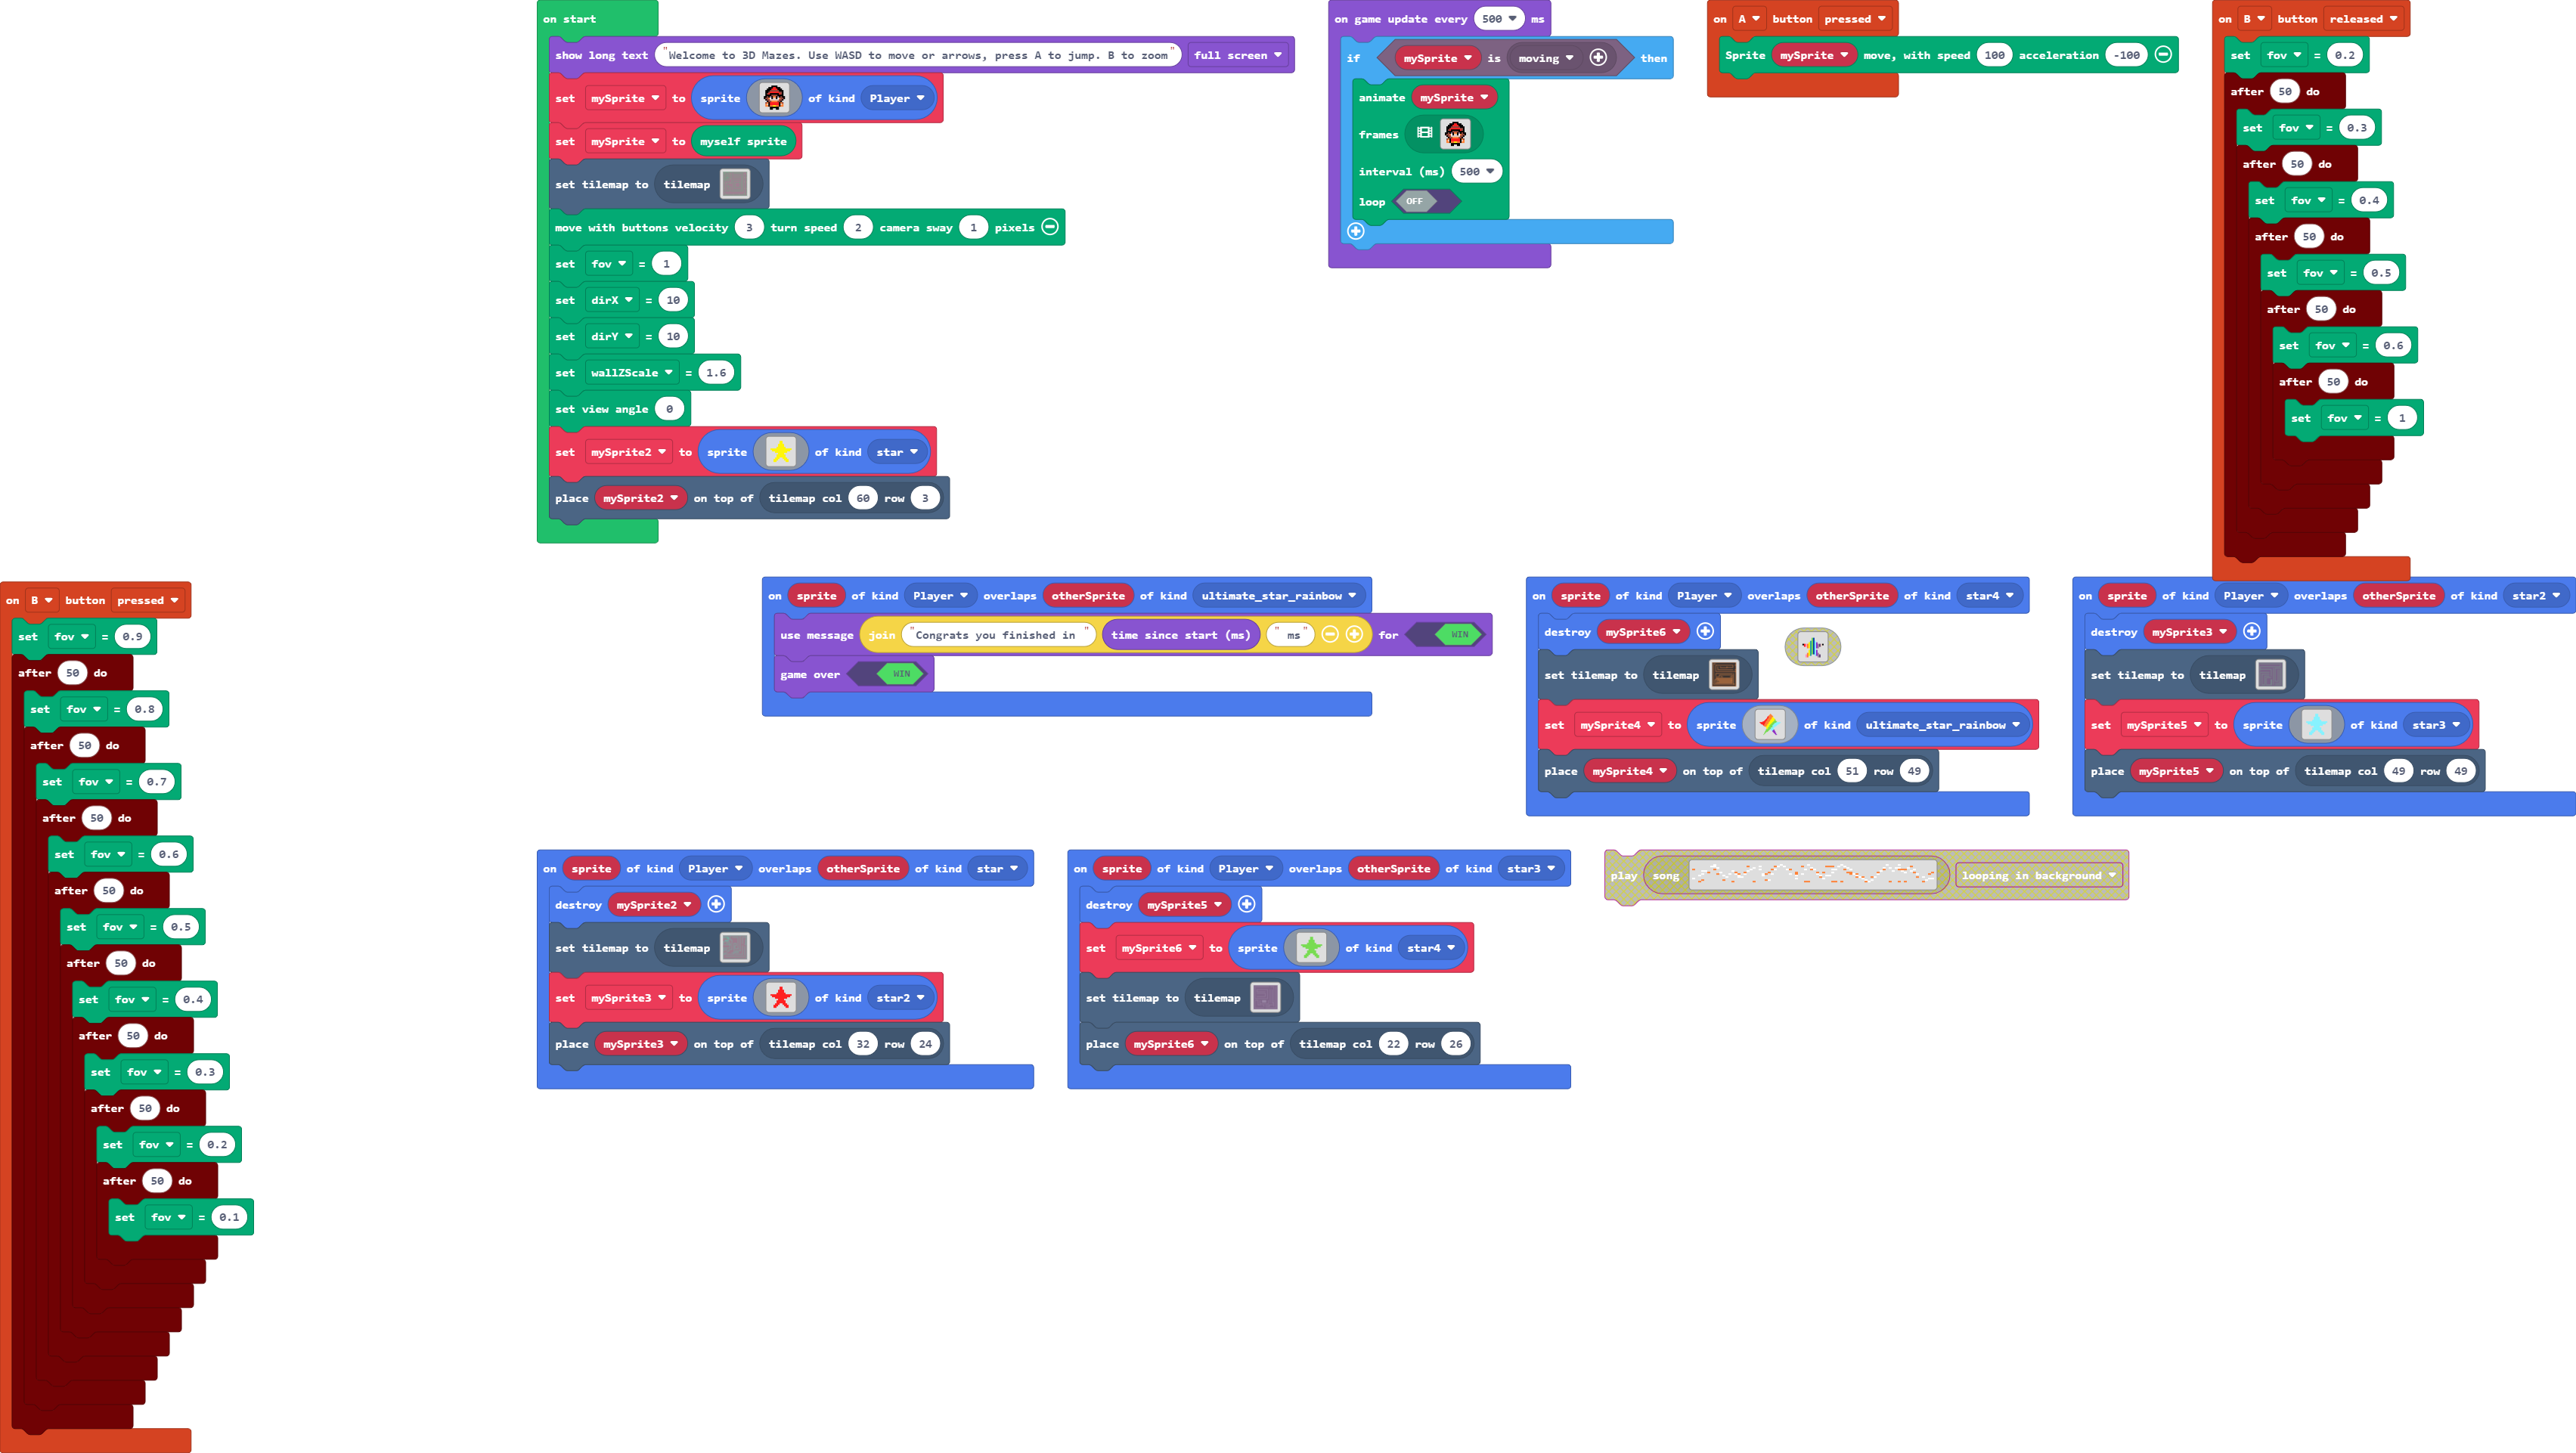 on start
show long text "Welcome to 3D Mazes. Use WASD to move or arrows, press A to jump. B to zoom" full screen
set mySprite to sprite of kind Player
set mySprite to myself sprite
set tilemap to tilemap
move with buttons velocity 3 turn speed 2 camera sway 1 pixels
set fov = 1
set dirX = 10
set dirY = 10
set wallZScale = 1.6
set view angle 0
set mySprite2 to sprite of kind star
place mySprite2 on top of tilemap col 60 row 3
on game update every 500 ms
if mySprite is moving then
animate mySprite
frames
interval (ms) 500
loop OFF
on A button pressed
Sprite mySprite move, with speed 100 acceleration -100
on B button released
set fov = 0.2
after 50 do
set fov = 0.3
after 50 do
set fov = 0.4
after 50 do
set fov = 0.5
after 50 do
set fov = 0.6
after 50 do
set fov = 1
on B button pressed
set fov = 0.9
after 50 do
set fov = 0.8
after 50 do
set fov = 0.7
after 50 do
set fov = 0.6
after 50 do
set fov = 0.5
after 50 do
set fov = 0.4
after 50 do
set fov = 0.3
after 50 do
set fov = 0.2
after 50 do
set fov = 0.1
on sprite of kind Player overlaps otherSprite of kind ultimate_star_rainbow
use message join "Congrats you finished in " time since start (ms) " ms" for WIN
game over WIN
on sprite of kind Player overlaps otherSprite of kind star4
destroy mySprite6
set tilemap to tilemap
set mySprite4 to sprite of kind ultimate_star_rainbow
place mySprite4 on top of tilemap col 51 row 49
on sprite of kind Player overlaps otherSprite of kind star2
destroy mySprite3
set tilemap to tilemap
set mySprite5 to sprite of kind star3
place mySprite5 on top of tilemap col 49 row 49
on sprite of kind Player overlaps otherSprite of kind star
destroy mySprite2
set tilemap to tilemap
set mySprite3 to sprite of kind star2
place mySprite3 on top of tilemap col 32 row 24
on sprite of kind Player overlaps otherSprite of kind star3
destroy mySprite5
set mySprite6 to sprite of kind star4
set tilemap to tilemap
place mySprite6 on top of tilemap col 22 row 26
play song looping in background